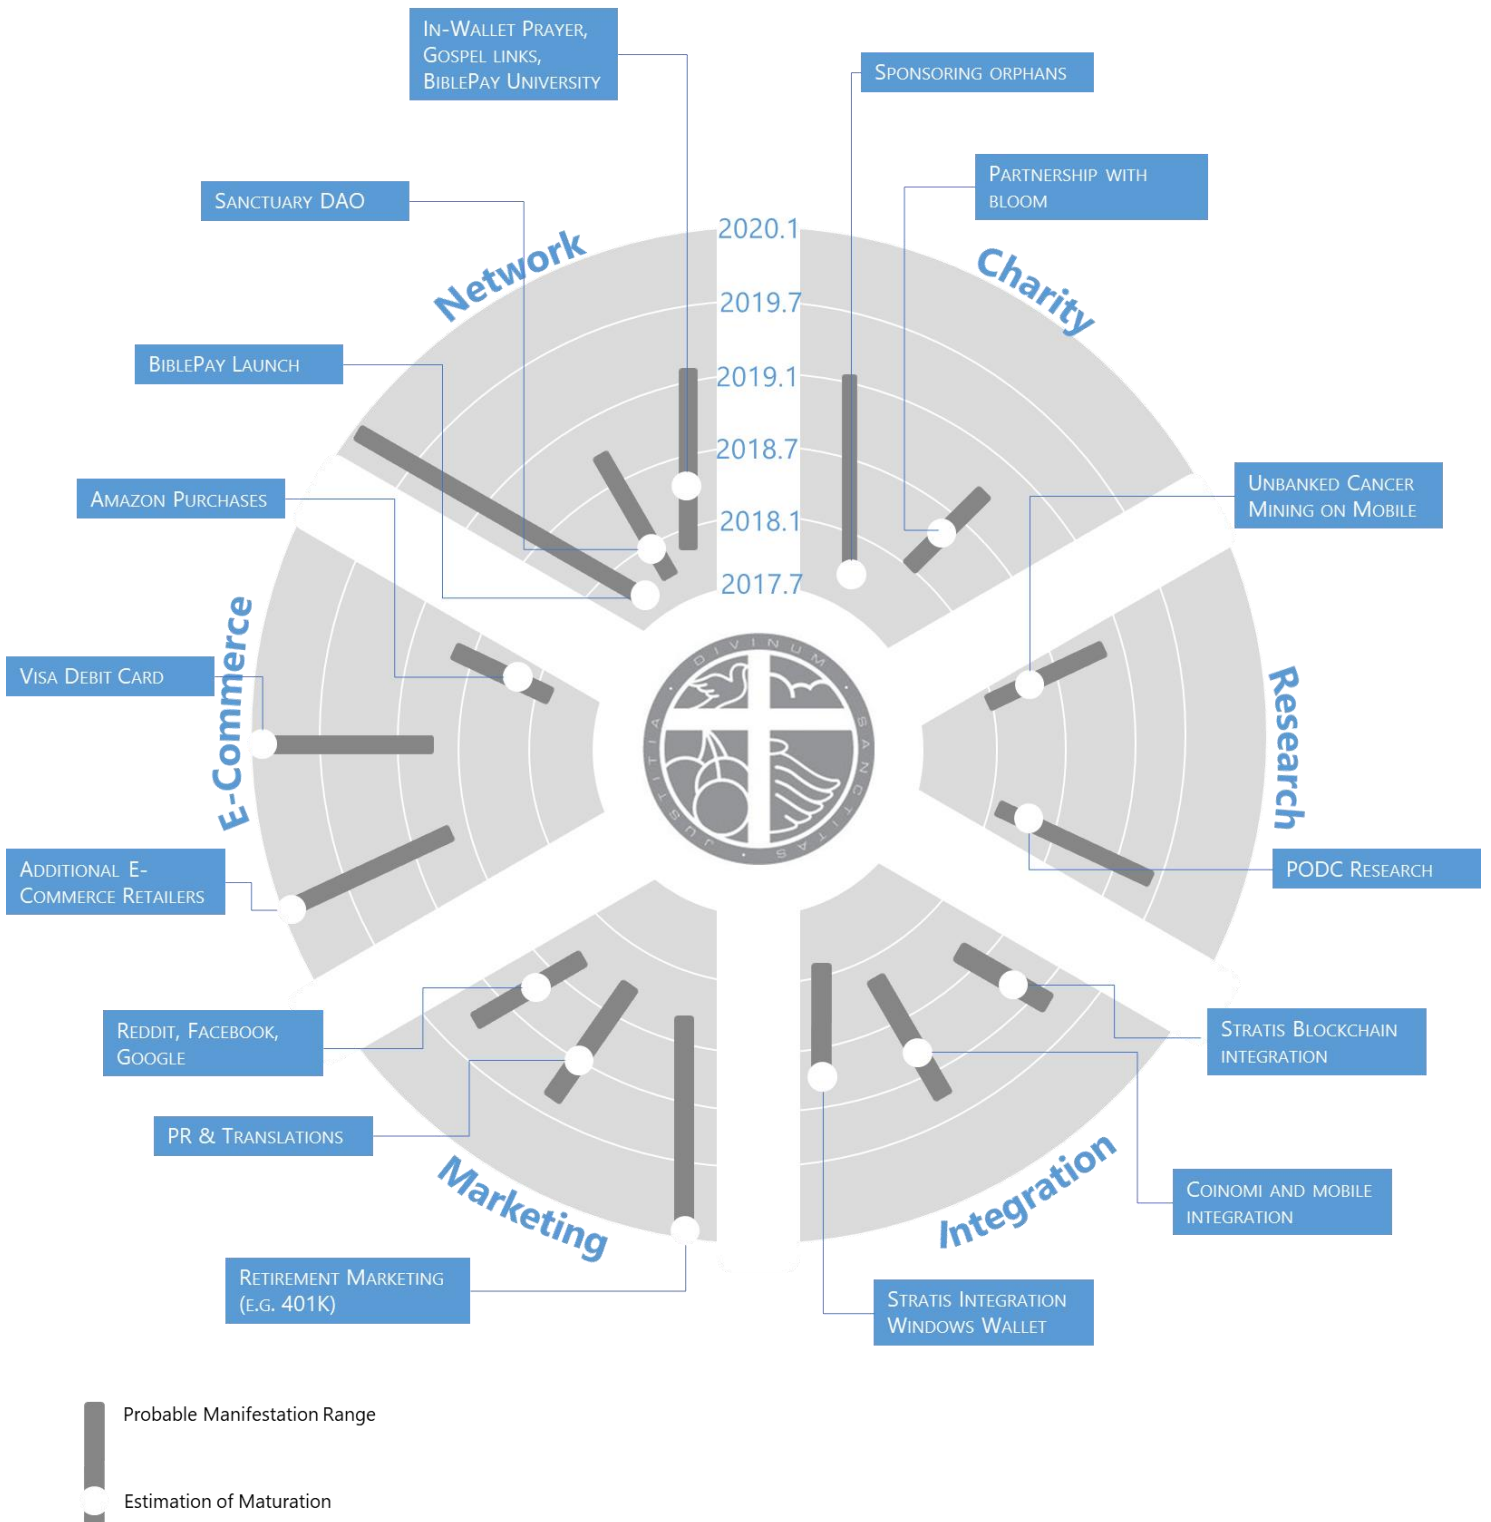 In-Wallet Prayer,
Gospel links,
BiblePay University
Sponsoring orphans
Partnership with
bloom
Sanctuary DAO
BiblePay Launch
Amazon Purchases
Visa Debit Card
Additional E-
Commerce Retailers
Reddit, Facebook,
Google
PR & Translations
Retirement Marketing
(e.g. 401K)
Unbanked Cancer
Mining on Mobile
PODC Research
Stratis Blockchain
integration
Coinomi and mobile
integration
Stratis Integration
Windows Wallet
Network
Charity
Research
Integration
Marketing
E-Commerce
2020.1
2019.7
2019.1
2018.7
2018.1
2017.7
DIVINUM · SANCTITAS · JUSTITIA ·
Probable Manifestation Range
Estimation of Maturation